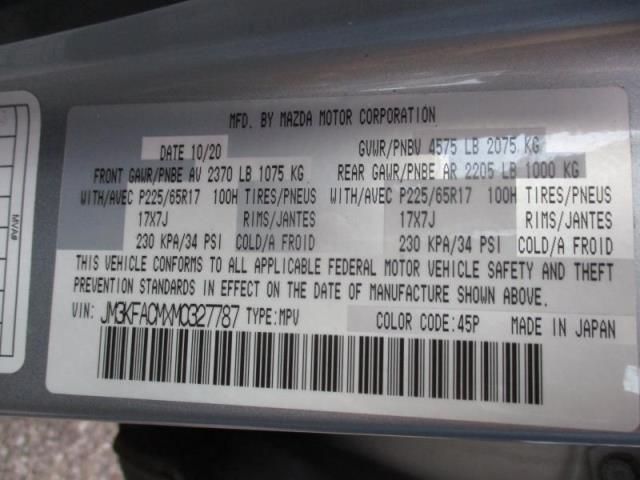 MFD. BY MAZDA MOTOR CORPORATION
DATE 10/20 GVWR/PNBV 4575 LB 2075 KG
FRONT GAWR/PNBE AV 2370 LB 1075 KG REAR GAWR/PNBE AR 2205 LB 1000 KG
WITH/AVEC P225/65R17 100H TIRES/PNEUS WITH/AVEC P225/65R17 100H TIRES/PNEUS
17X7J RIMS/JANTES 17X7J RIMS/JANTES
230 KPA/34 PSI COLD/A FROID 230 KPA/34 PSI COLD/A FROID
THIS VEHICLE CONFORMS TO ALL APPLICABLE FEDERAL MOTOR VEHICLE SAFETY AND THEFT
PREVENTION STANDARDS IN EFFECT ON THE DATE OF MANUFACTURE SHOWN ABOVE.
VIN: JM3KFACMXM0327787 TYPE:MPV COLOR CODE:45P MADE IN JAPAN
MVA#